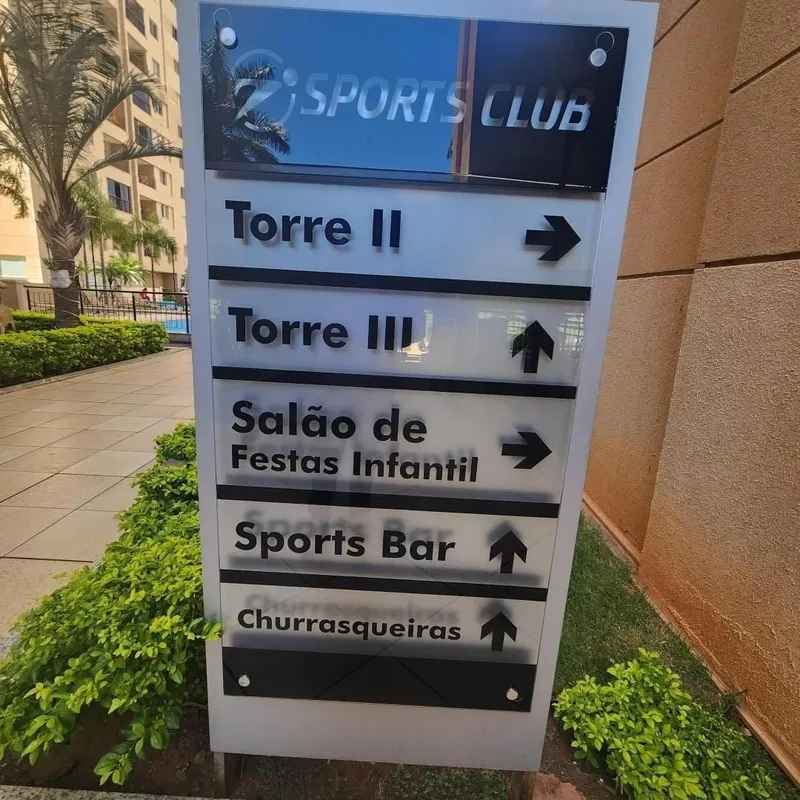 SPORTS CLUB
Torre II
Torre III
Salão de
Festas Infantil
Sports Bar
Churrasqueiras